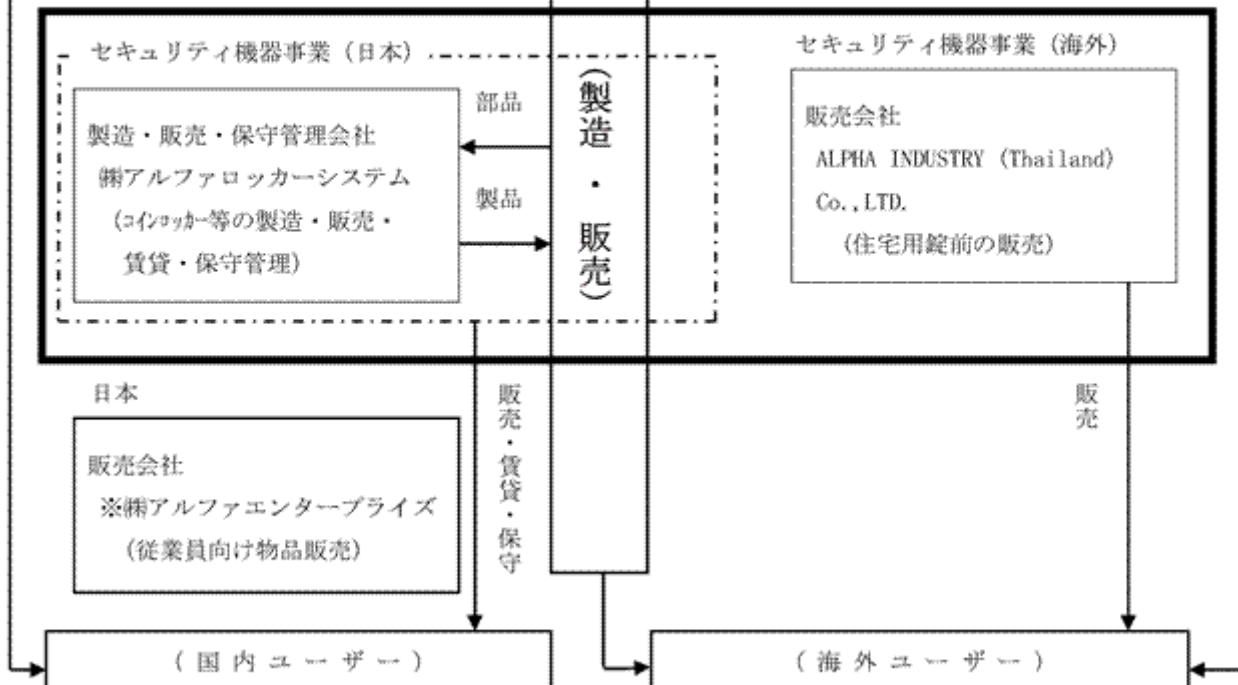 セキュリティ機器事業（日本）
製造・販売・保守管理会社
㈱アルファロッカーシステム
（ｺｲﾝﾛｯｶｰ等の製造・販売・
賃貸・保守管理）
部品
製品
（製造・販売）
セキュリティ機器事業（海外）
販売会社
ALPHA INDUSTRY (Thailand)
Co.,LTD.
（住宅用錠前の販売）
日本
販売会社
※㈱アルファエンタープライズ
（従業員向け物品販売）
販売・賃貸・保守
販売
（国内ユーザー）
（海外ユーザー）